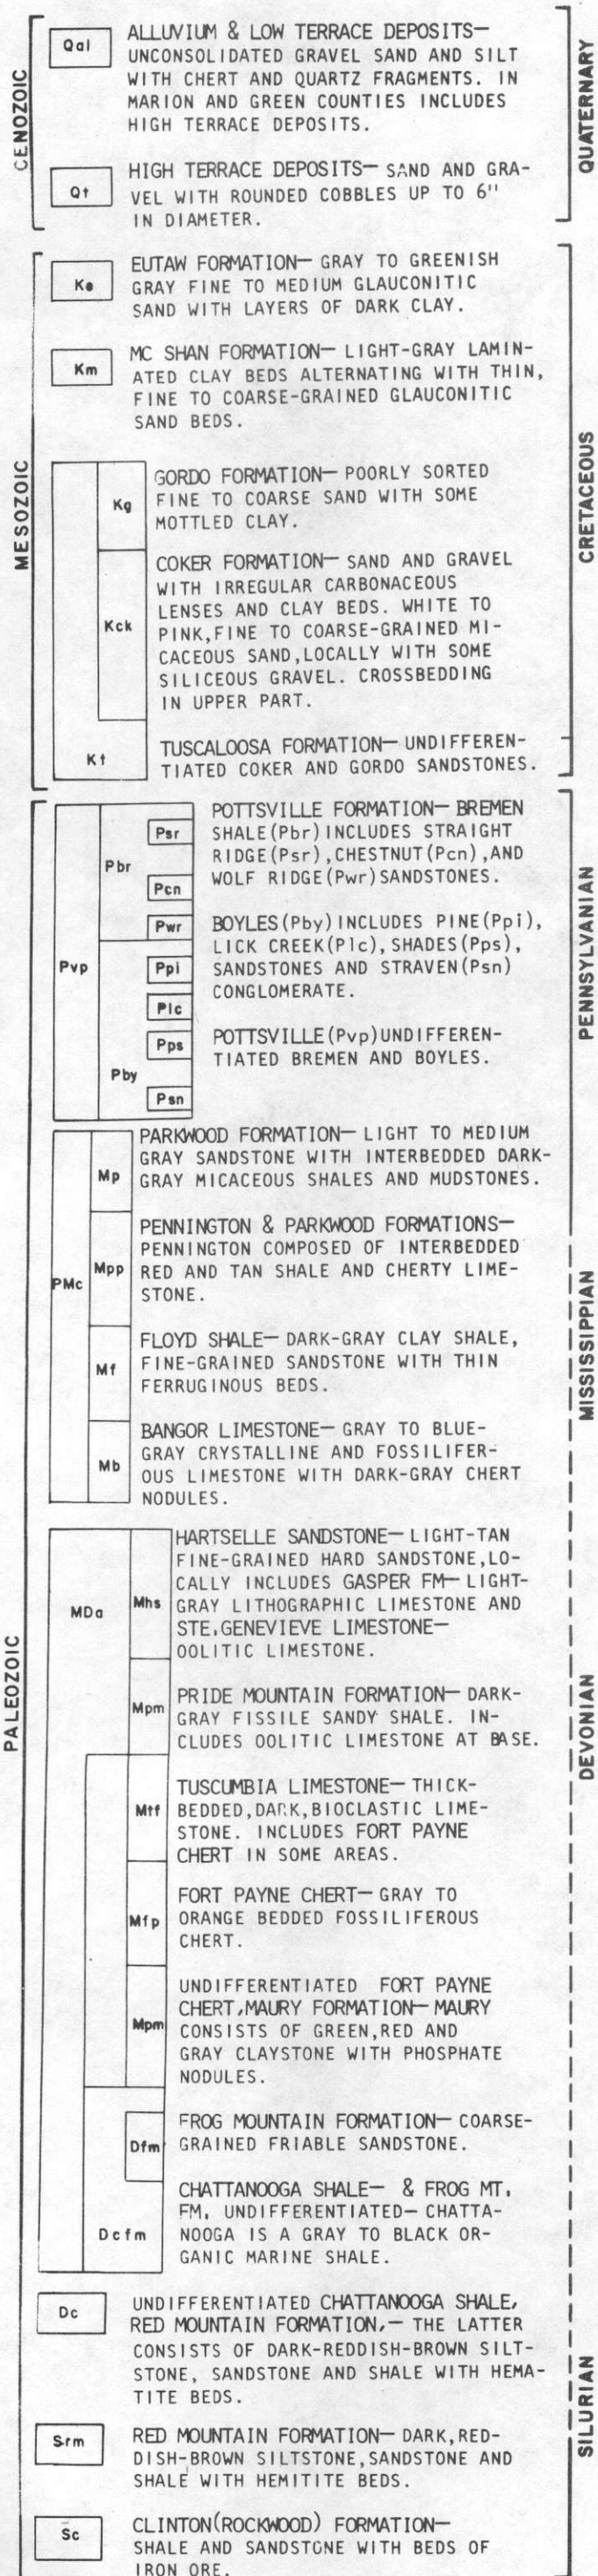 CENOZOIC
QUATERNARY
Qal
ALLUVIUM & LOW TERRACE DEPOSITS—
UNCONSOLIDATED GRAVEL SAND AND SILT
WITH CHERT AND QUARTZ FRAGMENTS. IN
MARION AND GREEN COUNTIES INCLUDES
HIGH TERRACE DEPOSITS.
Qt
HIGH TERRACE DEPOSITS— SAND AND GRA-
VEL WITH ROUNDED COBBLES UP TO 6"
IN DIAMETER.
MESOZOIC
CRETACEOUS
Ke
EUTAW FORMATION— GRAY TO GREENISH
GRAY FINE TO MEDIUM GLAUCONITIC
SAND WITH LAYERS OF DARK CLAY.
Km
MC SHAN FORMATION— LIGHT-GRAY LAMIN-
ATED CLAY BEDS ALTERNATING WITH THIN,
FINE TO COARSE-GRAINED GLAUCONITIC
SAND BEDS.
Kg
GORDO FORMATION— POORLY SORTED
FINE TO COARSE SAND WITH SOME
MOTTLED CLAY.
Kck
COKER FORMATION— SAND AND GRAVEL
WITH IRREGULAR CARBONACEOUS
LENSES AND CLAY BEDS. WHITE TO
PINK,FINE TO COARSE-GRAINED MI-
CACEOUS SAND,LOCALLY WITH SOME
SILICEOUS GRAVEL. CROSSBEDDING
IN UPPER PART.
Kt
TUSCALOOSA FORMATION— UNDIFFEREN-
TIATED COKER AND GORDO SANDSTONES.
PALEOZOIC
PENNSYLVANIAN
Pvp
Pbr
Psr
Pcn
Pwr
POTTSVILLE FORMATION— BREMEN
SHALE(Pbr)INCLUDES STRAIGHT
RIDGE(Psr),CHESTNUT(Pcn),AND
WOLF RIDGE(Pwr)SANDSTONES.
Pby
Ppi
Plc
Pps
Psn
BOYLES(Pby)INCLUDES PINE(Ppi),
LICK CREEK(Plc),SHADES(Pps),
SANDSTONES AND STRAVEN(Psn)
CONGLOMERATE.
POTTSVILLE(Pvp)UNDIFFEREN-
TIATED BREMEN AND BOYLES.
MISSISSIPPIAN
PMc
Mp
PARKWOOD FORMATION— LIGHT TO MEDIUM
GRAY SANDSTONE WITH INTERBEDDED DARK-
GRAY MICACEOUS SHALES AND MUDSTONES.
Mpp
PENNINGTON & PARKWOOD FORMATIONS—
PENNINGTON COMPOSED OF INTERBEDDED
RED AND TAN SHALE AND CHERTY LIME-
STONE.
Mf
FLOYD SHALE— DARK-GRAY CLAY SHALE,
FINE-GRAINED SANDSTONE WITH THIN
FERRUGINOUS BEDS.
Mb
BANGOR LIMESTONE— GRAY TO BLUE-
GRAY CRYSTALLINE AND FOSSILIFER-
OUS LIMESTONE WITH DARK-GRAY CHERT
NODULES.
DEVONIAN
MDa
Mhs
HARTSELLE SANDSTONE— LIGHT-TAN
FINE-GRAINED HARD SANDSTONE,LO-
CALLY INCLUDES GASPER FM— LIGHT-
GRAY LITHOGRAPHIC LIMESTONE AND
STE.GENEVIEVE LIMESTONE—
OOLITIC LIMESTONE.
Mpm
PRIDE MOUNTAIN FORMATION— DARK-
GRAY FISSILE SANDY SHALE. IN-
CLUDES OOLITIC LIMESTONE AT BASE.
Mtf
TUSCUMBIA LIMESTONE— THICK-
BEDDED,DARK,BIOCLASTIC LIME-
STONE. INCLUDES FORT PAYNE
CHERT IN SOME AREAS.
Mfp
FORT PAYNE CHERT— GRAY TO
ORANGE BEDDED FOSSILIFEROUS
CHERT.
Mpm
UNDIFFERENTIATED FORT PAYNE
CHERT,MAURY FORMATION— MAURY
CONSISTS OF GREEN,RED AND
GRAY CLAYSTONE WITH PHOSPHATE
NODULES.
Dfm
FROG MOUNTAIN FORMATION— COARSE-
GRAINED FRIABLE SANDSTONE.
Dcfm
CHATTANOOGA SHALE— & FROG MT.
FM. UNDIFFERENTIATED— CHATTA-
NOOGA IS A GRAY TO BLACK OR-
GANIC MARINE SHALE.
SILURIAN
Dc
UNDIFFERENTIATED CHATTANOOGA SHALE,
RED MOUNTAIN FORMATION,— THE LATTER
CONSISTS OF DARK-REDDISH-BROWN SILT-
STONE, SANDSTONE AND SHALE WITH HEMA-
TITE BEDS.
Srm
RED MOUNTAIN FORMATION— DARK,RED-
DISH-BROWN SILTSTONE,SANDSTONE AND
SHALE WITH HEMITITE BEDS.
Sc
CLINTON(ROCKWOOD) FORMATION—
SHALE AND SANDSTONE WITH BEDS OF
IRON ORE.